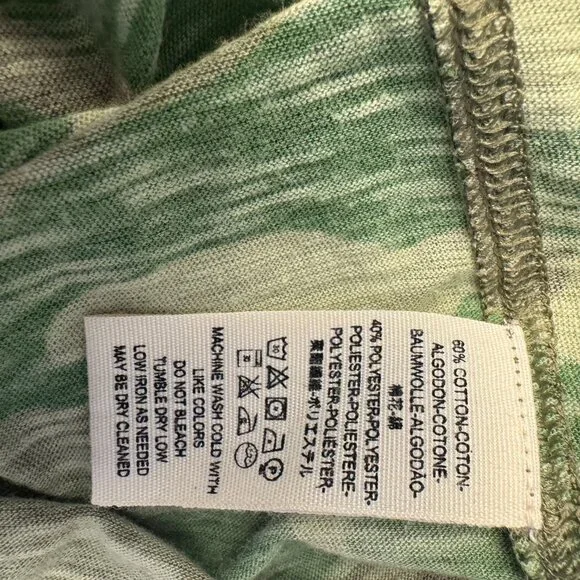 60% COTTON-COTON-
ALGODON-COTONE-
BAUMWOLLE-ALGODÃO-
棉花-綿
40% POLYESTER-POLYESTER-
POLIESTER-POLIESTERE-
POLYESTER-POLIÉSTER-
聚酯纖維-ポリエステル
30
MACHINE WASH COLD WITH
LIKE COLORS
DO NOT BLEACH
TUMBLE DRY LOW
LOW IRON AS NEEDED
MAY BE DRY CLEANED